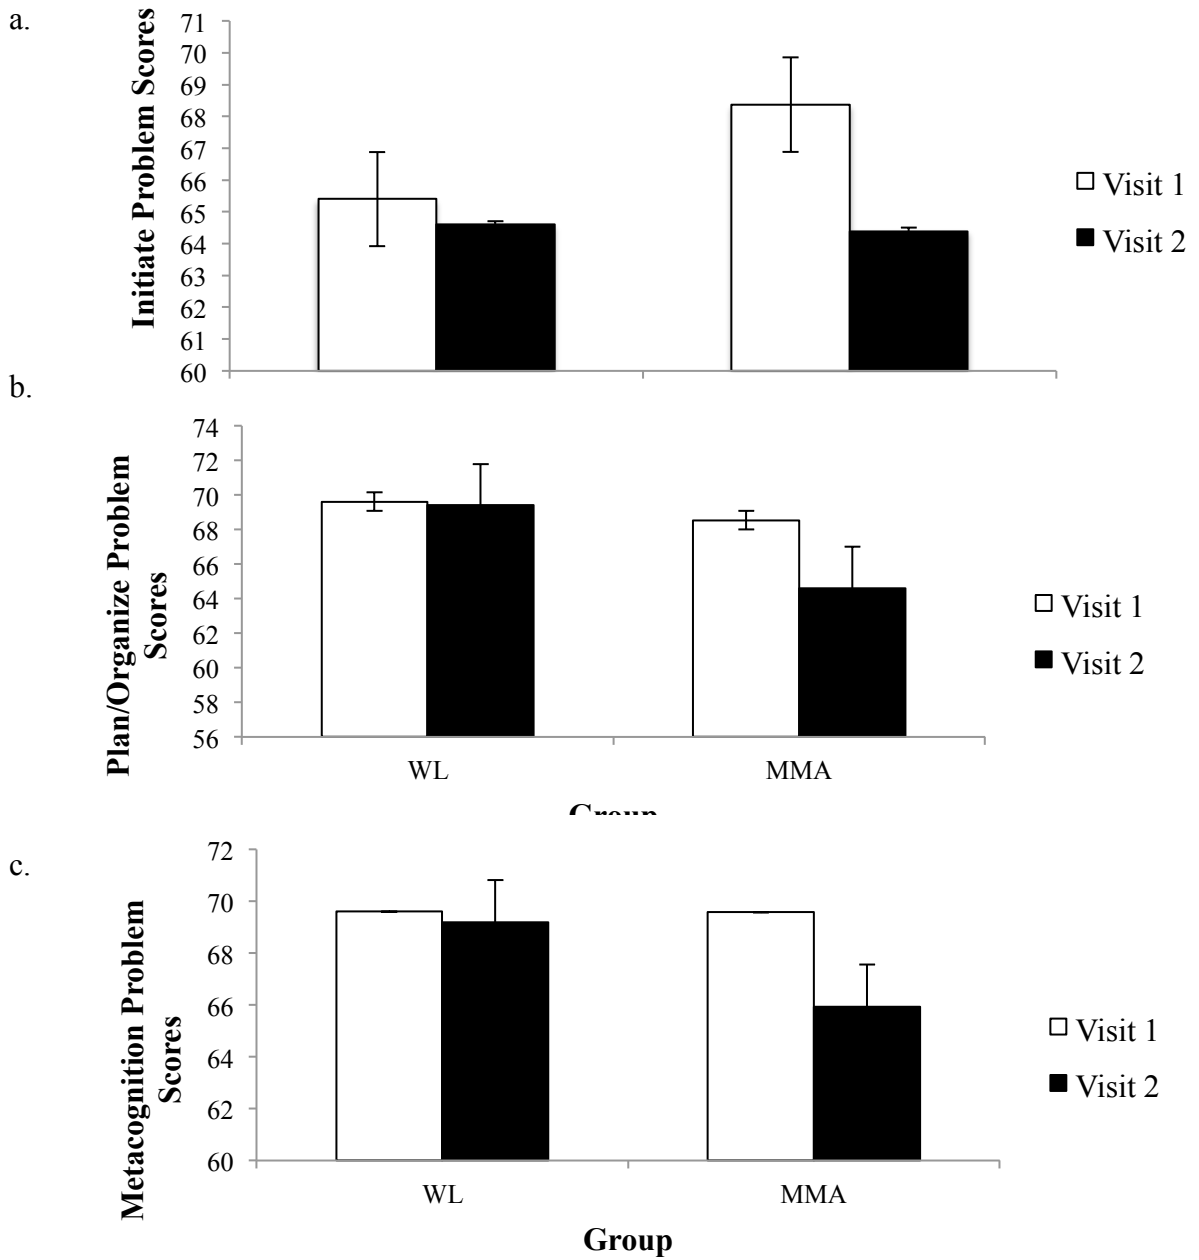 a.
Initiate Problem Scores
71
70
69
68
67
66
65
64
63
62
61
60
Visit 1
Visit 2
b.
Plan/Organize Problem
Scores
74
72
70
68
66
64
62
60
58
56
WL
MMA
Group
Visit 1
Visit 2
c.
Metacognition Problem
Scores
72
70
68
66
64
62
60
WL
MMA
Group
Visit 1
Visit 2